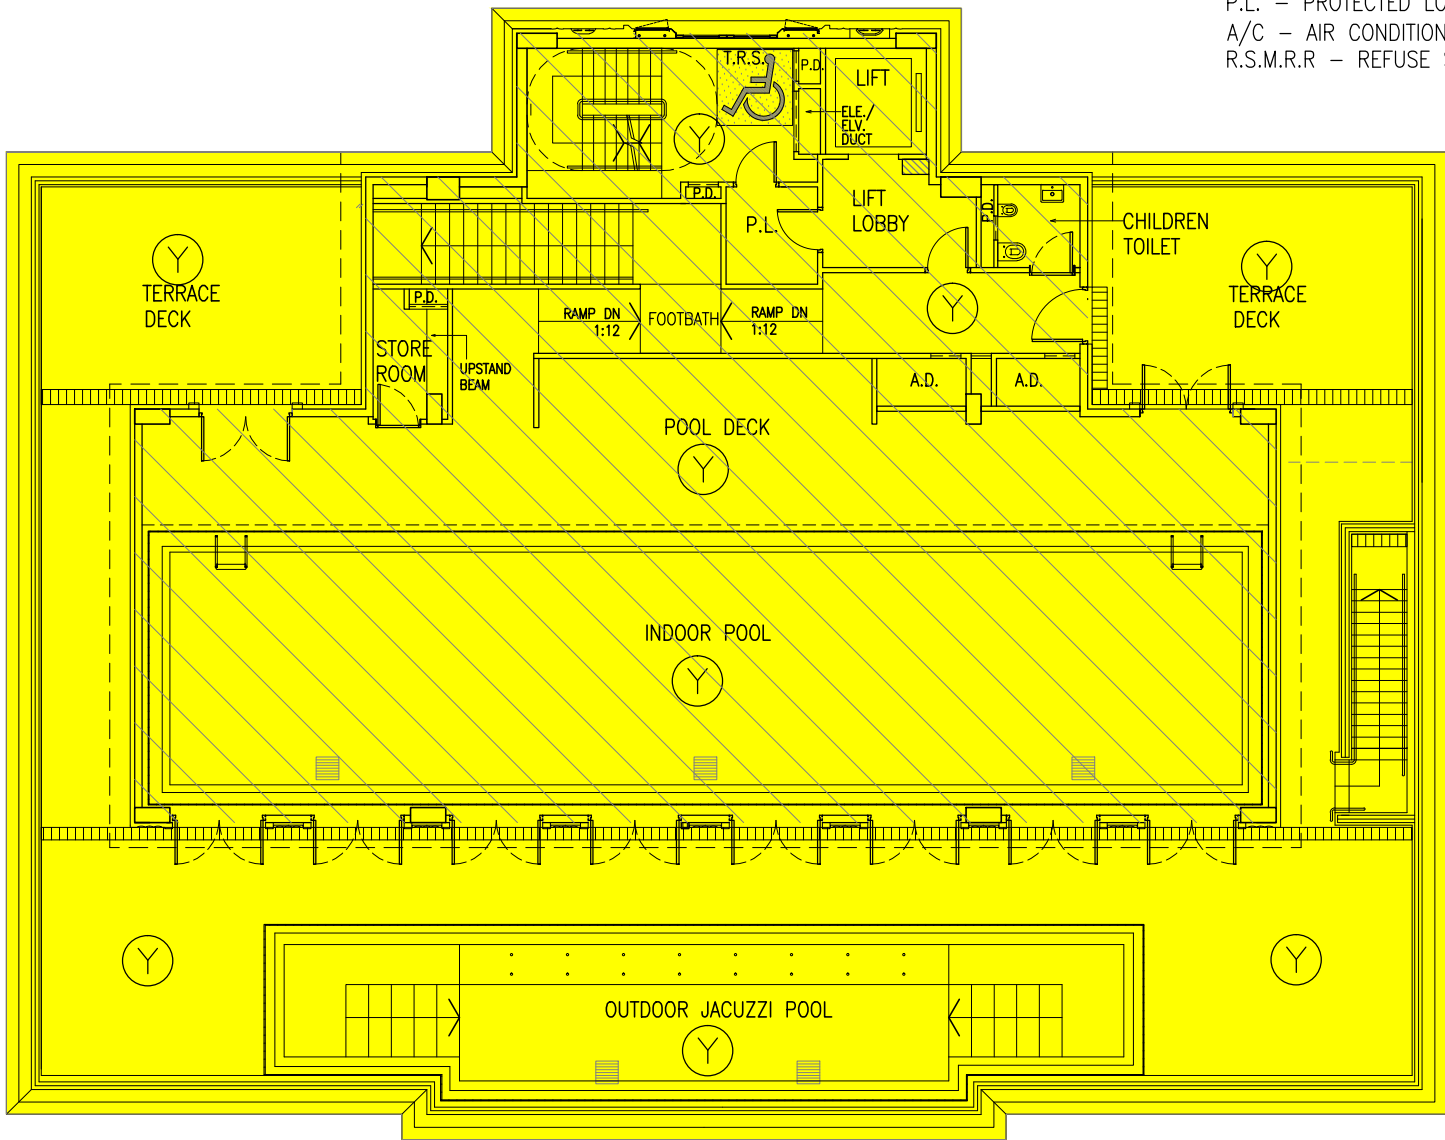 P.L. – PROTECTED LO
A/C – AIR CONDITION
R.S.M.R.R – REFUSE
T.R.S.
P.D.
LIFT
ELE./
ELV.
DUCT
Y
P.D.
P.L.
LIFT
LOBBY
P.D.
CHILDREN
TOILET
Y
TERRACE
DECK
Y
TERRACE
DECK
P.D.
STORE
ROOM
UPSTAND
BEAM
RAMP DN
1:12
FOOTBATH
RAMP DN
1:12
Y
A.D.
A.D.
POOL DECK
Y
INDOOR POOL
Y
Y
Y
OUTDOOR JACUZZI POOL
Y